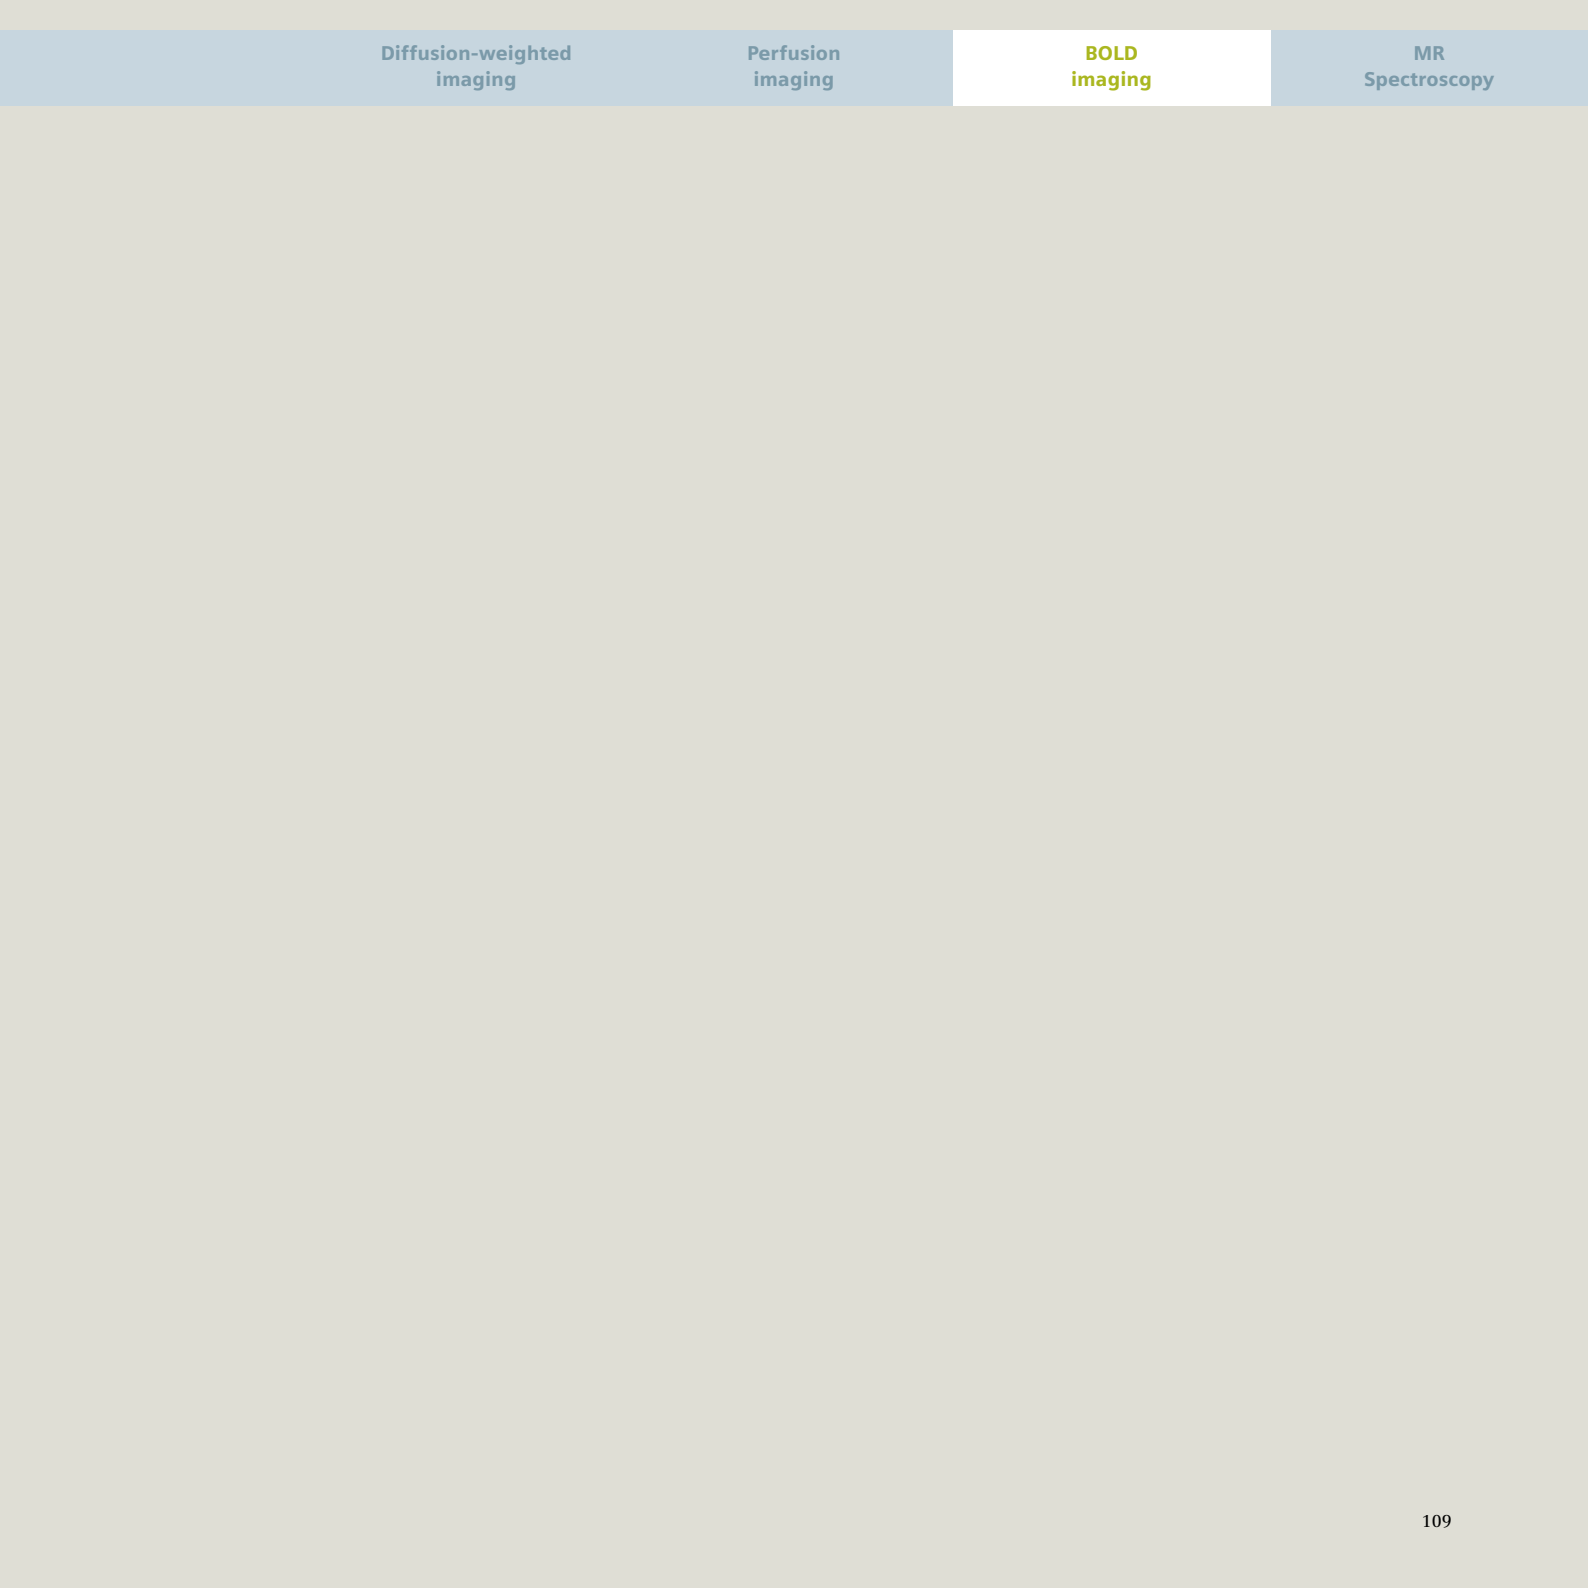 Diffusion-weighted
imaging
Perfusion
imaging
BOLD
imaging
MR
Spectroscopy
109